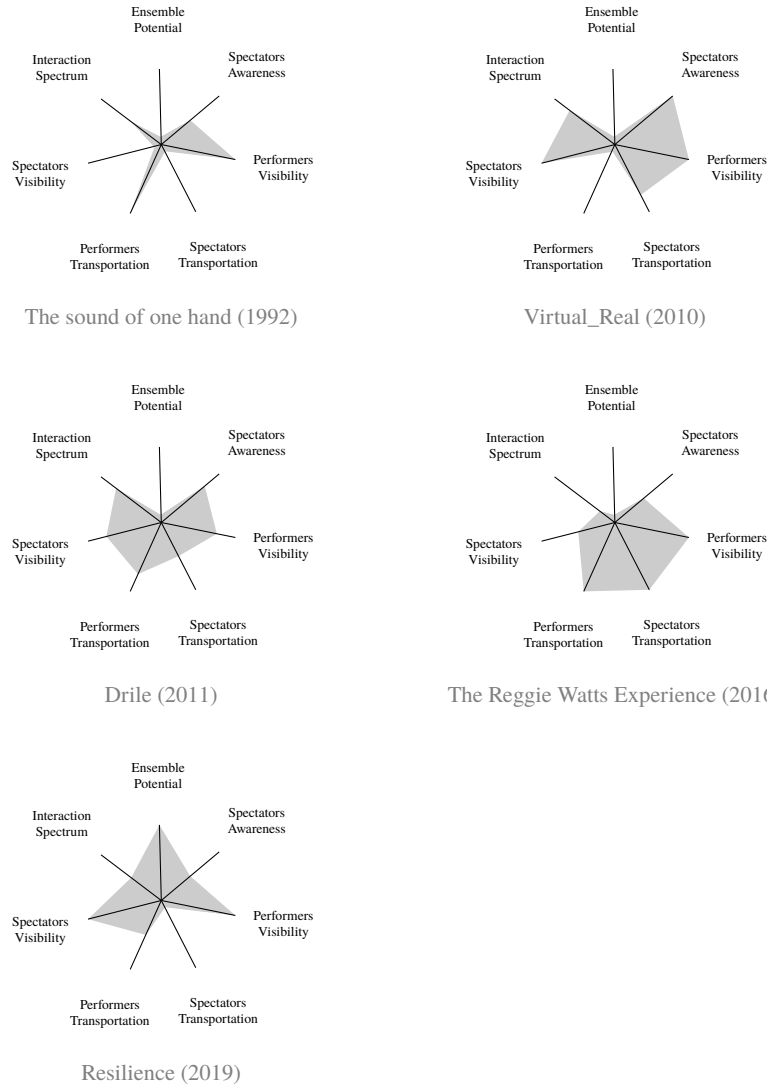 Ensemble
Potential
Spectators
Awareness
Interaction
Spectrum
Performers
Visibility
Spectators
Visibility
Performers
Transportation
Spectators
Transportation
The sound of one hand (1992)
Ensemble
Potential
Spectators
Awareness
Interaction
Spectrum
Performers
Visibility
Spectators
Visibility
Performers
Transportation
Spectators
Transportation
Virtual_Real (2010)
Ensemble
Potential
Spectators
Awareness
Interaction
Spectrum
Performers
Visibility
Spectators
Visibility
Performers
Transportation
Spectators
Transportation
Drile (2011)
Ensemble
Potential
Spectators
Awareness
Interaction
Spectrum
Performers
Visibility
Spectators
Visibility
Performers
Transportation
Spectators
Transportation
The Reggie Watts Experience (2016
Ensemble
Potential
Spectators
Awareness
Interaction
Spectrum
Performers
Visibility
Spectators
Visibility
Performers
Transportation
Spectators
Transportation
Resilience (2019)